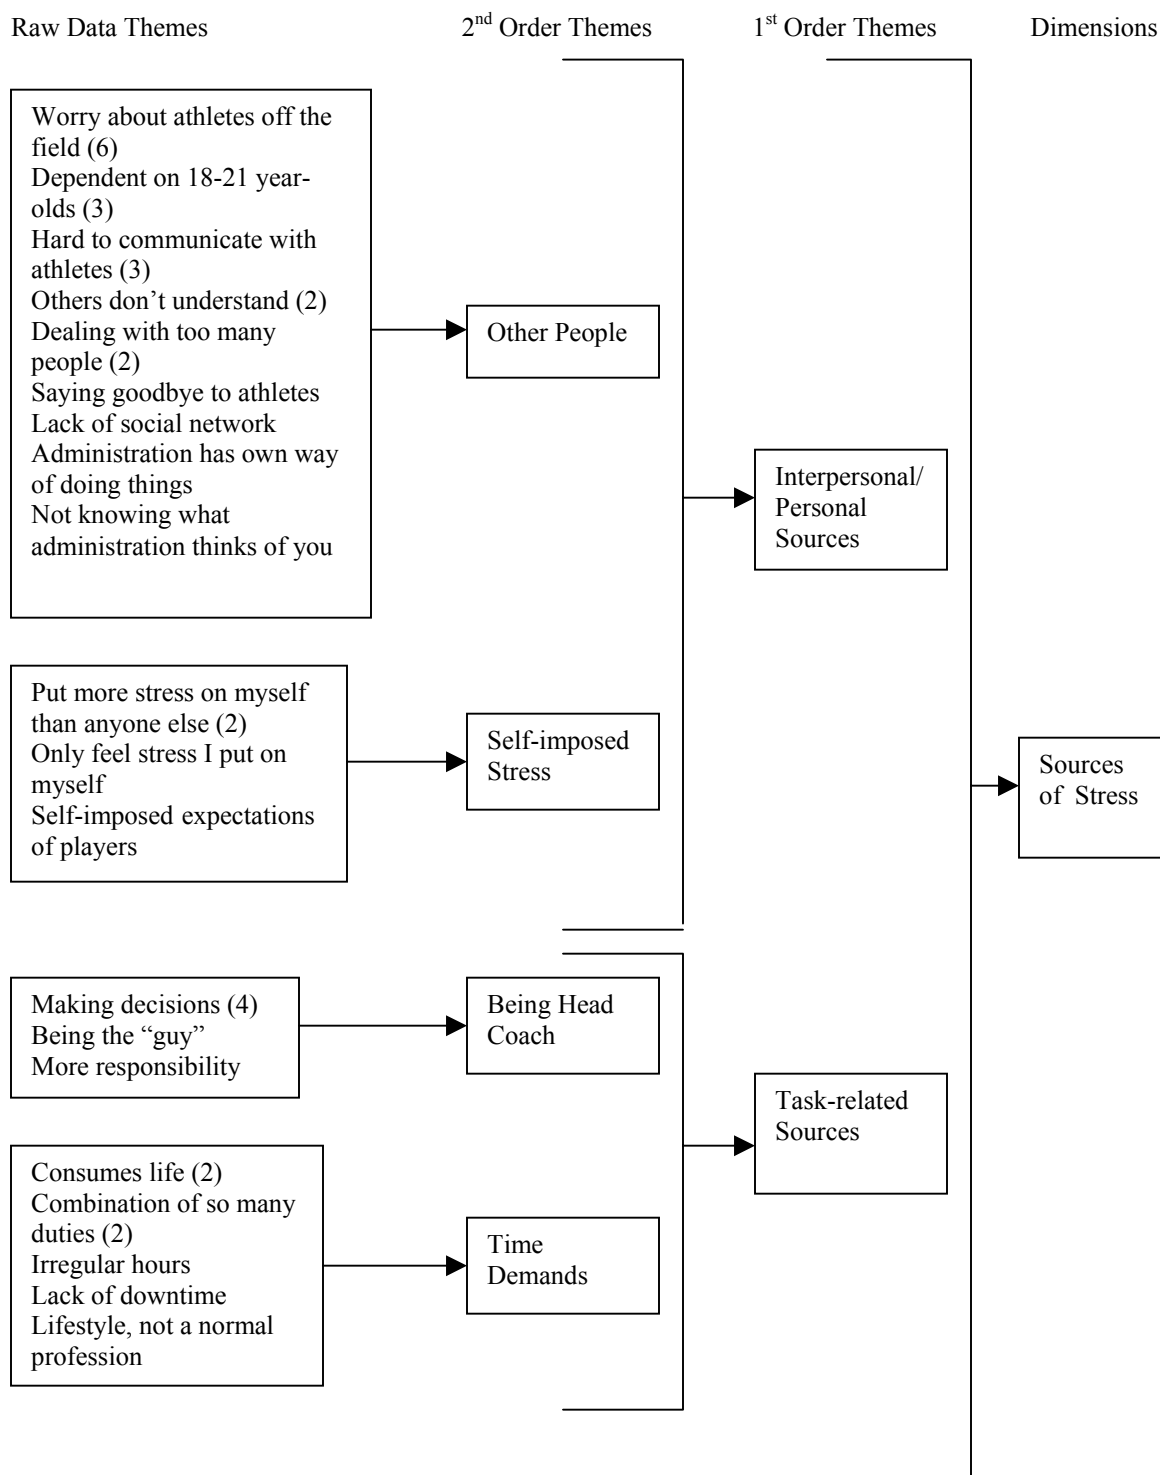 Raw Data Themes
2nd Order Themes
1st Order Themes
Dimensions
Worry about athletes off the
field (6)
Dependent on 18-21 year-
olds (3)
Hard to communicate with
athletes (3)
Others don’t understand (2)
Dealing with too many
people (2)
Saying goodbye to athletes
Lack of social network
Administration has own way
of doing things
Not knowing what
administration thinks of you
Other People
Interpersonal/
Personal
Sources
Put more stress on myself
than anyone else (2)
Only feel stress I put on
myself
Self-imposed expectations
of players
Self-imposed
Stress
Sources
of Stress
Making decisions (4)
Being the “guy”
More responsibility
Being Head
Coach
Task-related
Sources
Consumes life (2)
Combination of so many
duties (2)
Irregular hours
Lack of downtime
Lifestyle, not a normal
profession
Time
Demands